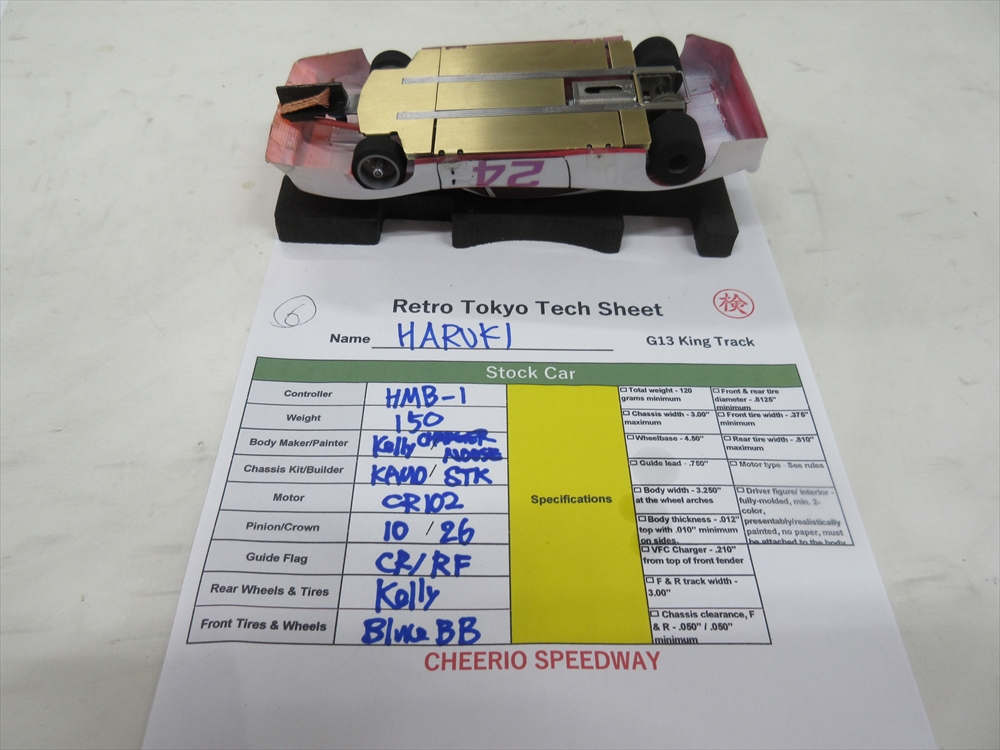 24
6
Retro Tokyo Tech Sheet
検
Name HARUKI
G13 King Track
Stock Car
Controller HMB-1
Weight 150
Body Maker/Painter Kelly CHARGER
Chassis Kit/Builder / STK
Motor CR102
Pinion/Crown 10 / 26
Guide Flag CR/RF
Rear Wheels & Tires Kelly
Front Tires & Wheels BB
Specifications
Total weight - 120
grams minimum
Front & rear tire
diameter - .8125"
minimum
Chassis width - 3.00"
maximum
Front tire width - .375"
minimum
Wheelbase - 4.50"
Rear tire width - .810"
maximum
Guide lead - .750"
Motor type - See rules
Body width - 3.250"
at the wheel arches
Driver figure/ interior -
fully-molded, min. 3-
color,
presentably/realistically
painted, no paper, must
be attached to the body
Body thickness - .012"
top with .010" minimum
on sides.
VFC Charger - .210"
from top of front fender
F & R track width -
3.00"
Chassis clearance, F
& R - .050" / .050"
minimum
CHEERIO SPEEDWAY